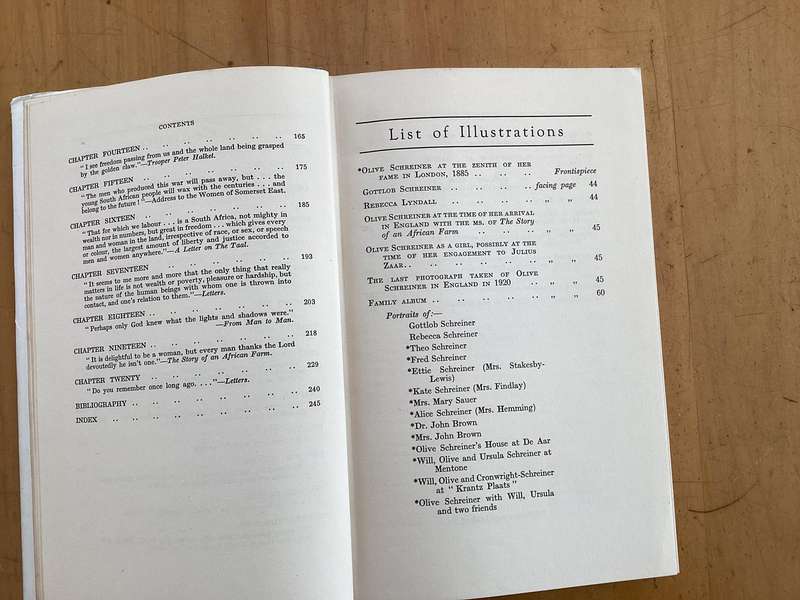 CONTENTS
CHAPTER FOURTEEN .. .. .. .. .. .. .. 165
" I see freedom passing from us and the whole land being grasped
by the golden claw."—Trooper Peter Halket.
CHAPTER FIFTEEN .. .. .. .. .. .. .. 175
" The men who produced this war will pass away, but . . . the
young South African people will wax with the centuries . . . and
belong to the future ! "—Address to the Women of Somerset East.
CHAPTER SIXTEEN .. .. .. .. .. .. .. 185
" That for which we labour . . . is a South Africa, not mighty in
wealth nor in numbers, but great in freedom . . . which gives every
man and woman in the land, irrespective of race, or sex, or speech
or colour, the largest amount of liberty and justice accorded to
men and women anywhere."—A Letter on The Taal.
CHAPTER SEVENTEEN .. .. .. .. .. .. 193
" It seems to me more and more that the only thing that really
matters in life is not wealth or poverty, pleasure or hardship, but
the nature of the human beings with whom one is thrown into
contact, and one's relation to them."—Letters.
CHAPTER EIGHTEEN .. .. .. .. .. .. .. 203
" Perhaps only God knew what the lights and shadows were."
—From Man to Man.
CHAPTER NINETEEN .. .. .. .. .. .. .. 218
" It is delightful to be a woman, but every man thanks the Lord
devoutedly he isn't one."—The Story of an African Farm.
CHAPTER TWENTY .. .. .. .. .. .. .. 229
" Do you remember once long ago. . . ."—Letters.
BIBLIOGRAPHY .. .. .. .. .. .. .. .. 240
INDEX .. .. .. .. .. .. .. .. .. 245
List of Illustrations
*OLIVE SCHREINER AT THE ZENITH OF HER
FAME IN LONDON, 1885 .. .. .. Frontispiece
GOTTLOB SCHREINER .. .. .. .. facing page 44
REBECCA LYNDALL .. .. .. .. .. „ „ 44
OLIVE SCHREINER AT THE TIME OF HER ARRIVAL
IN ENGLAND WITH THE MS. OF The Story
of an African Farm .. .. .. „ „ 45
OLIVE SCHREINER AS A GIRL, POSSIBLY AT THE
TIME OF HER ENGAGEMENT TO JULIUS
ZAAR.. .. .. .. .. .. .. „ „ 45
THE LAST PHOTOGRAPH TAKEN OF OLIVE
SCHREINER IN ENGLAND IN 1920 .. .. „ „ 45
FAMILY ALBUM .. .. .. .. .. .. „ „ 60
Portraits of:—
Gottlob Schreiner
Rebecca Schreiner
*Theo Schreiner
*Fred Schreiner
*Ettie Schreiner (Mrs. Stakesby-
Lewis)
*Kate Schreiner (Mrs. Findlay)
*Mrs. Mary Sauer
*Alice Schreiner (Mrs. Hemming)
*Dr. John Brown
*Mrs. John Brown
*Olive Schreiner's House at De Aar
*Will, Olive and Ursula Schreiner at
Mentone
*Will, Olive and Cronwright-Schreiner
at " Krantz Plaats "
*Olive Schreiner with Will, Ursula
and two friends